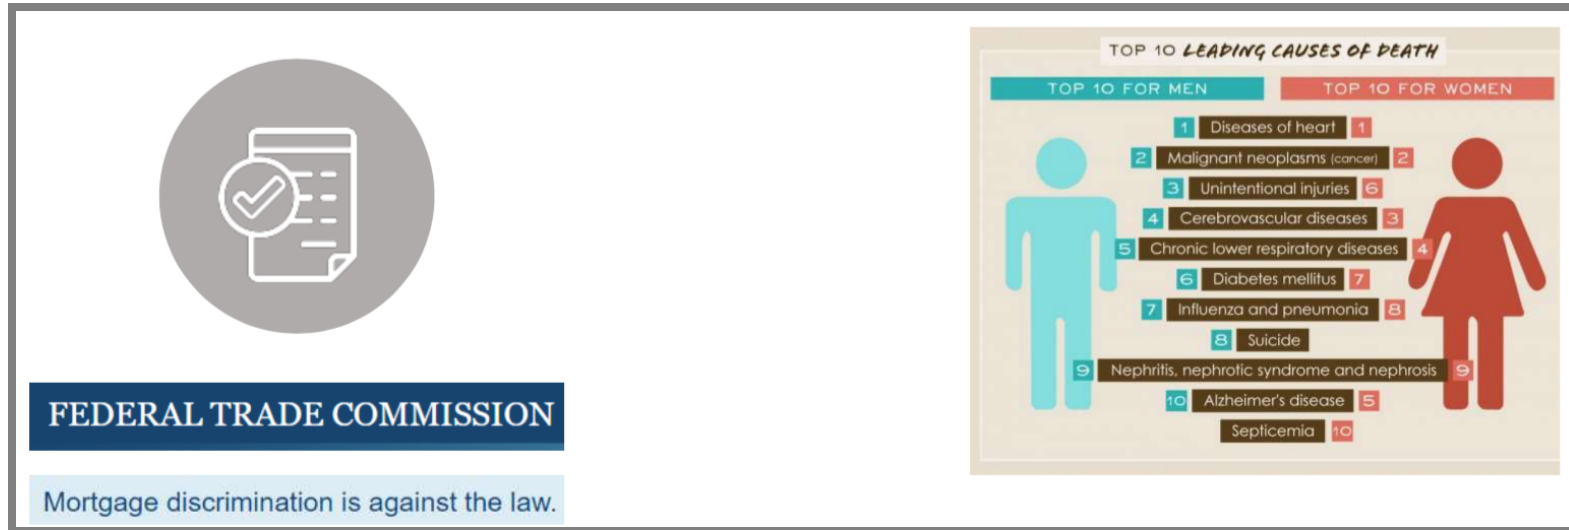 FEDERAL TRADE COMMISSION
Mortgage discrimination is against the law.
TOP 10 LEADING CAUSES OF DEATH
TOP 10 FOR MEN TOP 10 FOR WOMEN
1 Diseases of heart 1
2 Malignant neoplasms (cancer) 2
3 Unintentional injuries 6
4 Cerebrovascular diseases 3
5 Chronic lower respiratory diseases 4
6 Diabetes mellitus 7
7 Influenza and pneumonia 8
8 Suicide
9 Nephritis, nephrotic syndrome and nephrosis 9
10 Alzheimer's disease 5
Septicemia 10